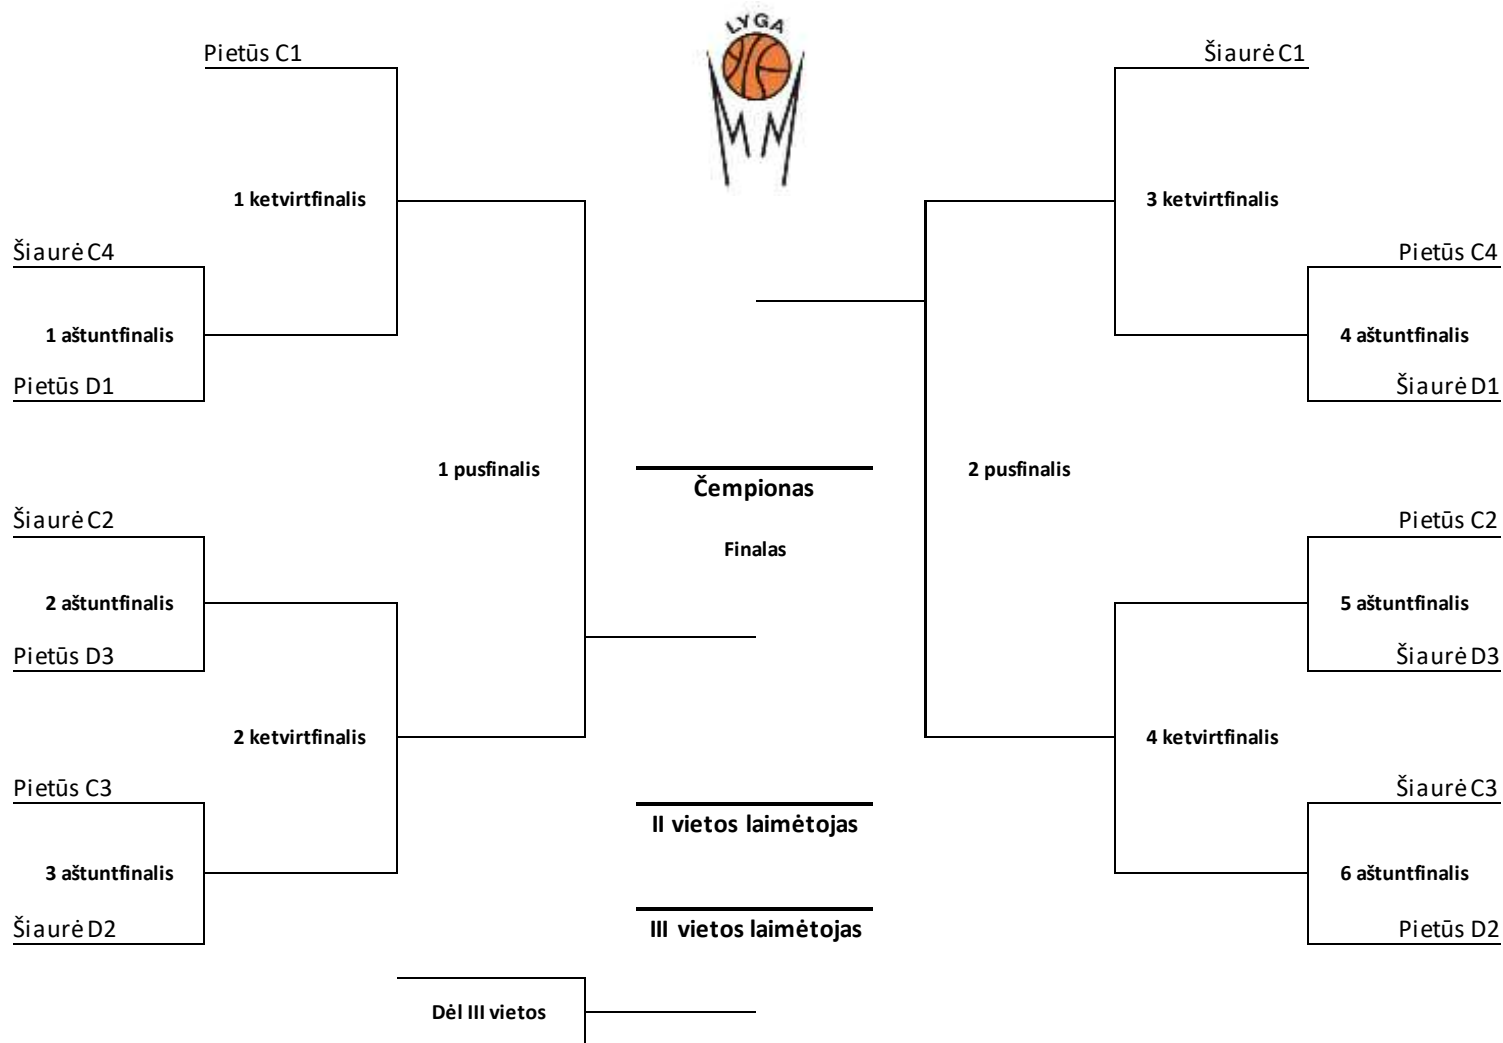 LYGA
Pietūs C1
Šiaurė C1
1 ketvirtfinalis
3 ketvirtfinalis
Šiaurė C4
Pietūs C4
1 aštuntfinalis
4 aštuntfinalis
Pietūs D1
Šiaurė D1
1 pusfinalis
2 pusfinalis
Čempionas
Šiaurė C2
Pietūs C2
Finalas
2 aštuntfinalis
5 aštuntfinalis
Pietūs D3
Šiaurė D3
2 ketvirtfinalis
4 ketvirtfinalis
Pietūs C3
Šiaurė C3
II vietos laimėtojas
3 aštuntfinalis
6 aštuntfinalis
Šiaurė D2
III vietos laimėtojas
Pietūs D2
Dėl III vietos